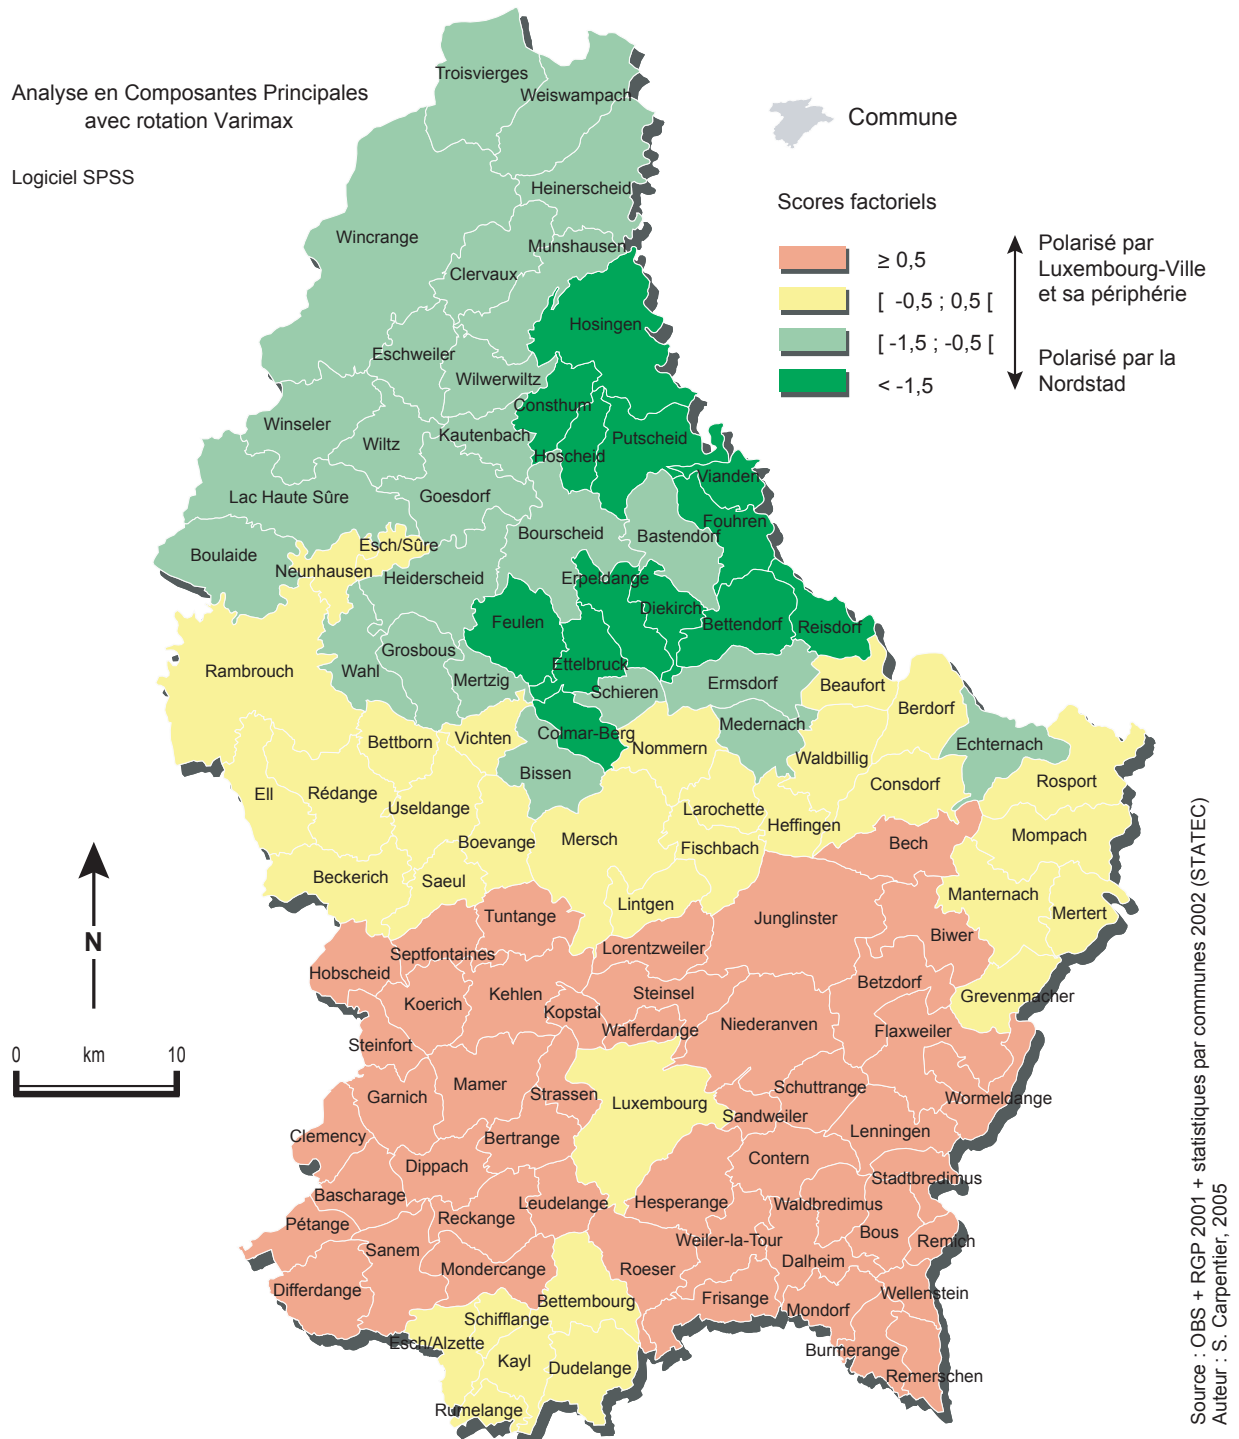 Analyse en Composantes Principales
avec rotation Varimax
Logiciel SPSS
Commune
Scores factoriels
≥ 0,5
[ -0,5 ; 0,5 [
[ -1,5 ; -0,5 [
< -1,5
Polarisé par
Luxembourg-Ville
et sa périphérie
Polarisé par la
Nordstad
Troisvierges
Weiswampach
Heinerscheid
Wincrange
Munshausen
Clervaux
Hosingen
Eschweiler
Wilwerwiltz
Consthum
Winseler
Wiltz
Kautenbach
Putscheid
Hoscheid
Vianden
Lac Haute Sûre
Goesdorf
Fouhren
Bourscheid
Bastendorf
Esch/Sûre
Boulaide
Neunhausen
Heiderscheid
Erpeldange
Diekirch
Feulen
Bettendorf
Reisdorf
Grosbous
Rambrouch
Wahl
Ettelbruck
Mertzig
Schieren
Ermsdorf
Beaufort
Berdorf
Medernach
Colmar-Berg
Bettborn
Vichten
Nommern
Echternach
Waldbillig
Bissen
Rosport
Consdorf
Ell
Rédange
Useldange
Larochette
Heffingen
Mompach
Boevange
Mersch
Fischbach
Bech
Beckerich
Saeul
Manternach
Lintgen
Mertert
Tuntange
Junglinster
Biwer
Septfontaines
Lorentzweiler
Hobscheid
Betzdorf
Kehlen
Steinsel
Grevenmacher
Koerich
Kopstal
Niederanven
Walferdange
Flaxweiler
Steinfort
Mamer
Schuttrange
Garnich
Strassen
Luxembourg
Wormeldange
Sandweiler
Clemency
Bertrange
Lenningen
Contern
Dippach
Stadtbredimus
Bascharage
Leudelange
Hesperange
Waldbredimus
Pétange
Reckange
Bous
Sanem
Weiler-la-Tour
Remich
Dalheim
Mondercange
Roeser
Differdange
Wellenstein
Frisange
Bettembourg
Mondorf
Schifflange
Esch/Alzette
Burmerange
Kayl
Dudelange
Remerschen
Rumelange
N
0 km 10
Source : OBS + RGP 2001 + statistiques par communes 2002 (STATEC)
Auteur : S. Carpentier, 2005